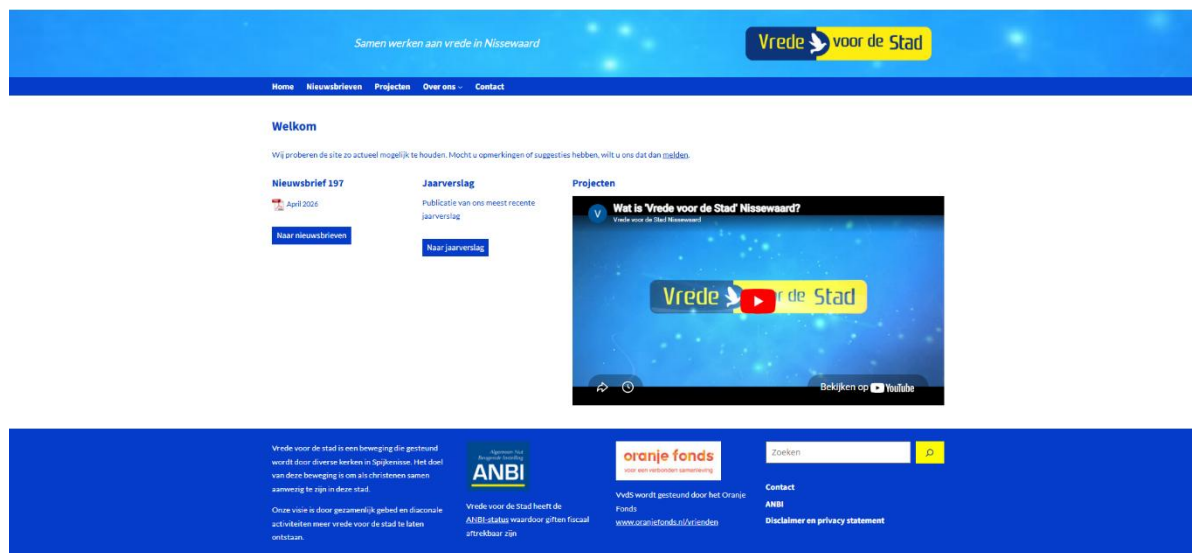 Samen werken aan vrede in Nissewaard
Vrede voor de Stad
Home Nieuwsbrieven Projecten Over ons Contact
Welkom
Wij proberen de site zo actueel mogelijk te houden. Mocht u opmerkingen of suggesties hebben, wilt u ons dat dan melden.
Nieuwsbrief 197
April 2026
Naar nieuwsbrieven
Jaarverslag
Publicatie van ons meest recente
jaarverslag
Naar jaarverslag
Projecten
V
Wat is 'Vrede voor de Stad' Nissewaard?
Vrede voor de Stad Nissewaard
Vrede r de Stad
Bekijken op YouTube
Vrede voor de stad is een beweging die gesteund
wordt door diverse kerken in Spijkenisse. Het doel
van deze beweging is om als christenen samen
aanwezig te zijn in deze stad.
Onze visie is door gezamenlijk gebed en diaconale
activiteiten meer vrede voor de stad te laten
ontstaan.
Algemeen Nut
Beogende Instelling
ANBI
Vrede voor de Stad heeft de
ANBI-status waardoor giften fiscaal
aftrekbaar zijn
oranje fonds
voor een verbonden samenleving
VvdS wordt gesteund door het Oranje
Fonds
www.oranjefonds.nl/vrienden
Zoeken
Contact
ANBI
Disclaimer en privacy statement